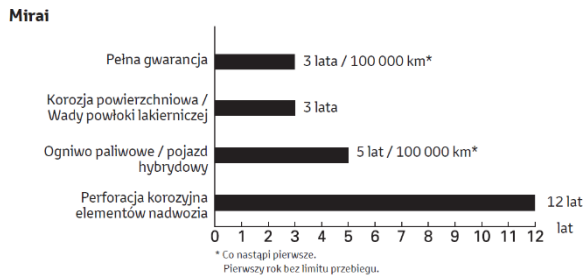 Mirai
Pełna gwarancja
3 lata / 100 000 km*
Korozja powierzchniowa /
Wady powłoki lakierniczej
3 lata
Ogniwo paliwowe / pojazd
hybrydowy
5 lat / 100 000 km*
Perforacja korozyjna
elementów nadwozia
12 lat
0 1 2 3 4 5 6 7 8 9 10 11 12
lat
* Co nastąpi pierwsze.
Pierwszy rok bez limitu przebiegu.